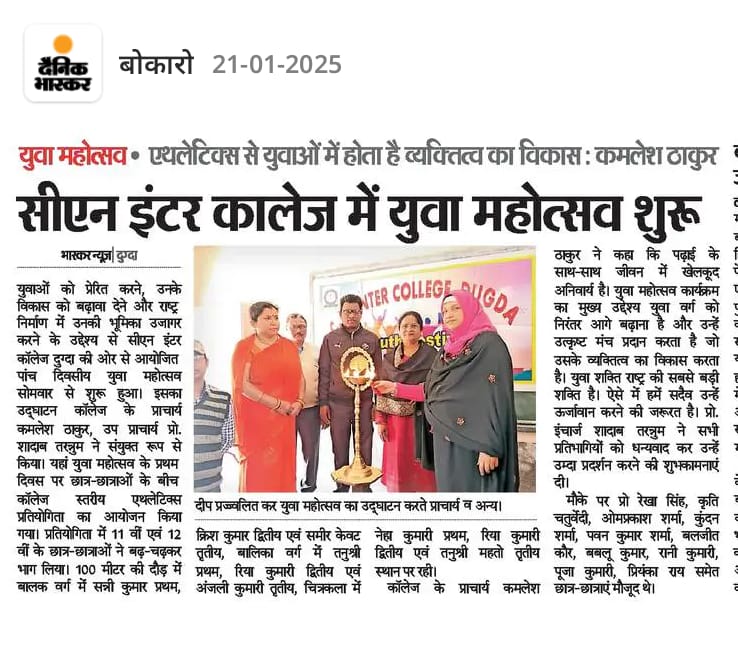 दैनिक
भास्कर
बोकारो 21-01-2025
युवा महोत्सव • एथलेटिक्स से युवाओं में होता है व्यक्तित्व का विकास : कमलेश ठाकुर
सीएन इंटर कालेज में युवा महोत्सव शुरू
भास्कर न्यूज़ | दुग्दा
युवाओं को प्रेरित करने, उनके
विकास को बढ़ावा देने और राष्ट्र
निर्माण में उनकी भूमिका उजागर
करने के उद्देश्य से सीएन इंटर
कॉलेज दुग्दा की ओर से आयोजित
पांच दिवसीय युवा महोत्सव
सोमवार से शुरू हुआ। इसका
उद्घाटन कॉलेज के प्राचार्य
कमलेश ठाकुर, उप प्राचार्य प्रो.
शादाब तरन्नुम ने संयुक्त रूप से
किया। यहां युवा महोत्सव के प्रथम
दिवस पर छात्र-छात्राओं के बीच
कॉलेज स्तरीय एथलेटिक्स
प्रतियोगिता का आयोजन किया
गया। प्रतियोगिता में 11 वीं एवं 12
वीं के छात्र-छात्राओं ने बढ़-चढ़कर
भाग लिया। 100 मीटर की दौड़ में
बालक वर्ग में सन्नी कुमार प्रथम,
INTER COLLEGE, DUGDA
दीप प्रज्ज्वलित कर युवा महोत्सव का उद्घाटन करते प्राचार्य व अन्य।
क्रिश कुमार द्वितीय एवं समीर केवट
तृतीय, बालिका वर्ग में तनुश्री
प्रथम, रिया कुमारी द्वितीय एवं
अंजली कुमारी तृतीय, चित्रकला में
नेहा कुमारी प्रथम, रिया कुमारी
द्वितीय एवं तनुश्री महतो तृतीय
स्थान पर रही।
कॉलेज के प्राचार्य कमलेश
ठाकुर ने कहा कि पढ़ाई के
साथ-साथ जीवन में खेलकूद
अनिवार्य है। युवा महोत्सव कार्यक्रम
का मुख्य उद्देश्य युवा वर्ग को
निरंतर आगे बढ़ाना है और उन्हें
उत्कृष्ट मंच प्रदान करता है जो
उसके व्यक्तित्व का विकास करता
है। युवा शक्ति राष्ट्र की सबसे बड़ी
शक्ति है। ऐसे में हमें सदैव उन्हें
ऊर्जावान करने की जरूरत है। प्रो.
इंचार्ज शादाब तरन्नुम ने सभी
प्रतिभागियों को धन्यवाद कर उन्हें
उम्दा प्रदर्शन करने की शुभकामनाएं
दी।
मौके पर प्रो रेखा सिंह, कृति
चतुर्वेदी, ओमप्रकाश शर्मा, कुंदन
शर्मा, पवन कुमार शर्मा, बलजीत
कौर, बबलू कुमार, रानी कुमारी,
पूजा कुमारी, प्रियंका राय समेत
छात्र-छात्राएं मौजूद थे।